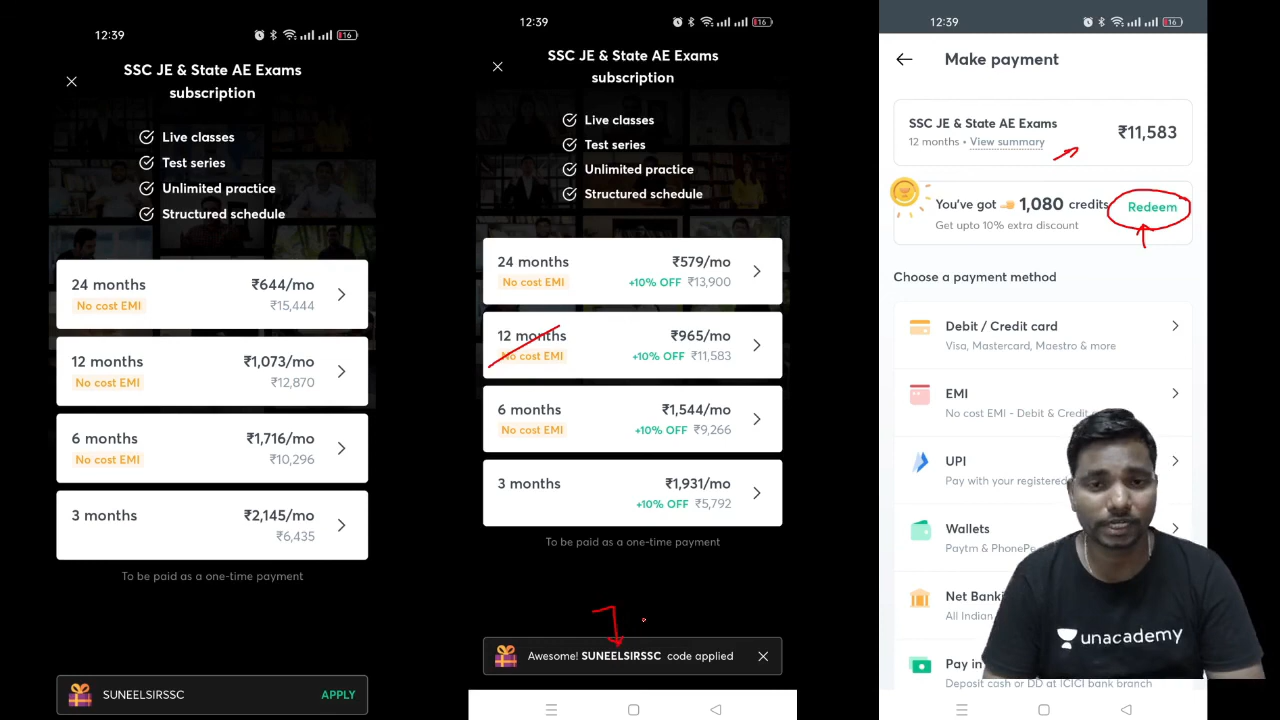 12:39
16
SSC JE & State AE Exams
subscription
Live classes
Test series
Unlimited practice
Structured schedule
24 months ₹644/mo
No cost EMI ₹15,444
12 months ₹1,073/mo
No cost EMI ₹12,870
6 months ₹1,716/mo
No cost EMI ₹10,296
3 months ₹2,145/mo
₹6,435
To be paid as a one-time payment
SUNEELSIRSSC APPLY
12:39
16
SSC JE & State AE Exams
subscription
Live classes
Test series
Unlimited practice
Structured schedule
24 months ₹579/mo
No cost EMI +10% OFF ₹13,900
12 months ₹965/mo
No cost EMI +10% OFF ₹11,583
6 months ₹1,544/mo
No cost EMI +10% OFF ₹9,266
3 months ₹1,931/mo
+10% OFF ₹5,792
To be paid as a one-time payment
Awesome! SUNEELSIRSSC code applied
12:39
16
Make payment
SSC JE & State AE Exams ₹11,583
12 months • View summary
You've got 1,080 credits Redeem
Get upto 10% extra discount
Choose a payment method
Debit / Credit card
Visa, Mastercard, Maestro & more
EMI
No cost EMI - Debit & Credit
UPI
Pay with your registered
Wallets
Paytm & PhonePe
Net Banki
All Indian
Pay in
Deposit cash or DD at ICICI bank branch
unacademy